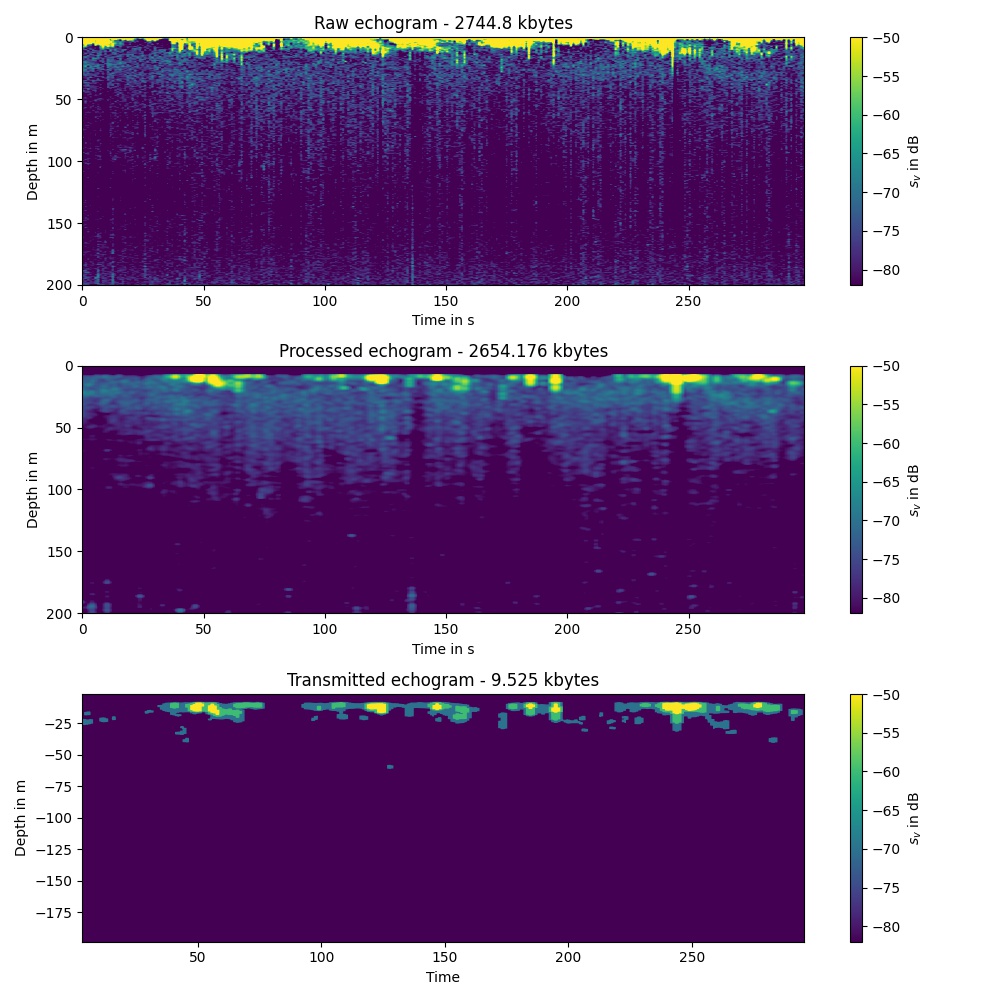 Raw echogram - 2744.8 kbytes
0
50
100
150
200
Depth in m
0 50 100 150 200 250
Time in s
−50
−55
−60
−65
−70
−75
−80
sv in dB
Processed echogram - 2654.176 kbytes
0
50
100
150
200
Depth in m
0 50 100 150 200 250
Time in s
−50
−55
−60
−65
−70
−75
−80
sv in dB
Transmitted echogram - 9.525 kbytes
−25
−50
−75
−100
−125
−150
−175
Depth in m
50 100 150 200 250
Time
−50
−55
−60
−65
−70
−75
−80
sv in dB